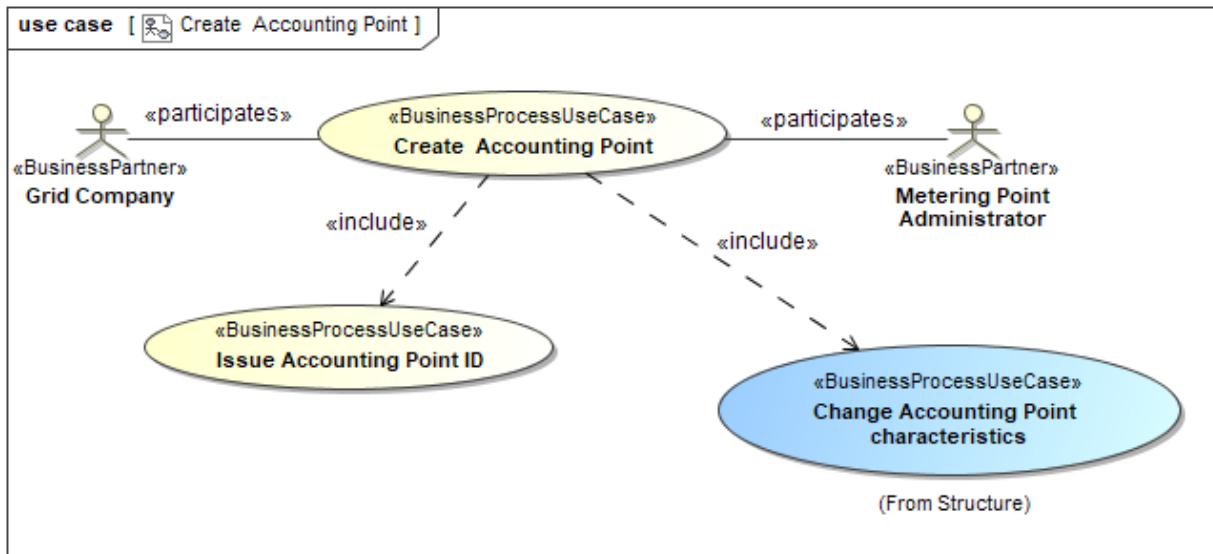 use case [ Create Accounting Point ]
«participates»
«BusinessProcessUseCase»
Create Accounting Point
«participates»
«BusinessPartner»
Grid Company
«BusinessPartner»
Metering Point
Administrator
«include»
«include»
«BusinessProcessUseCase»
Issue Accounting Point ID
«BusinessProcessUseCase»
Change Accounting Point
characteristics
(From Structure)